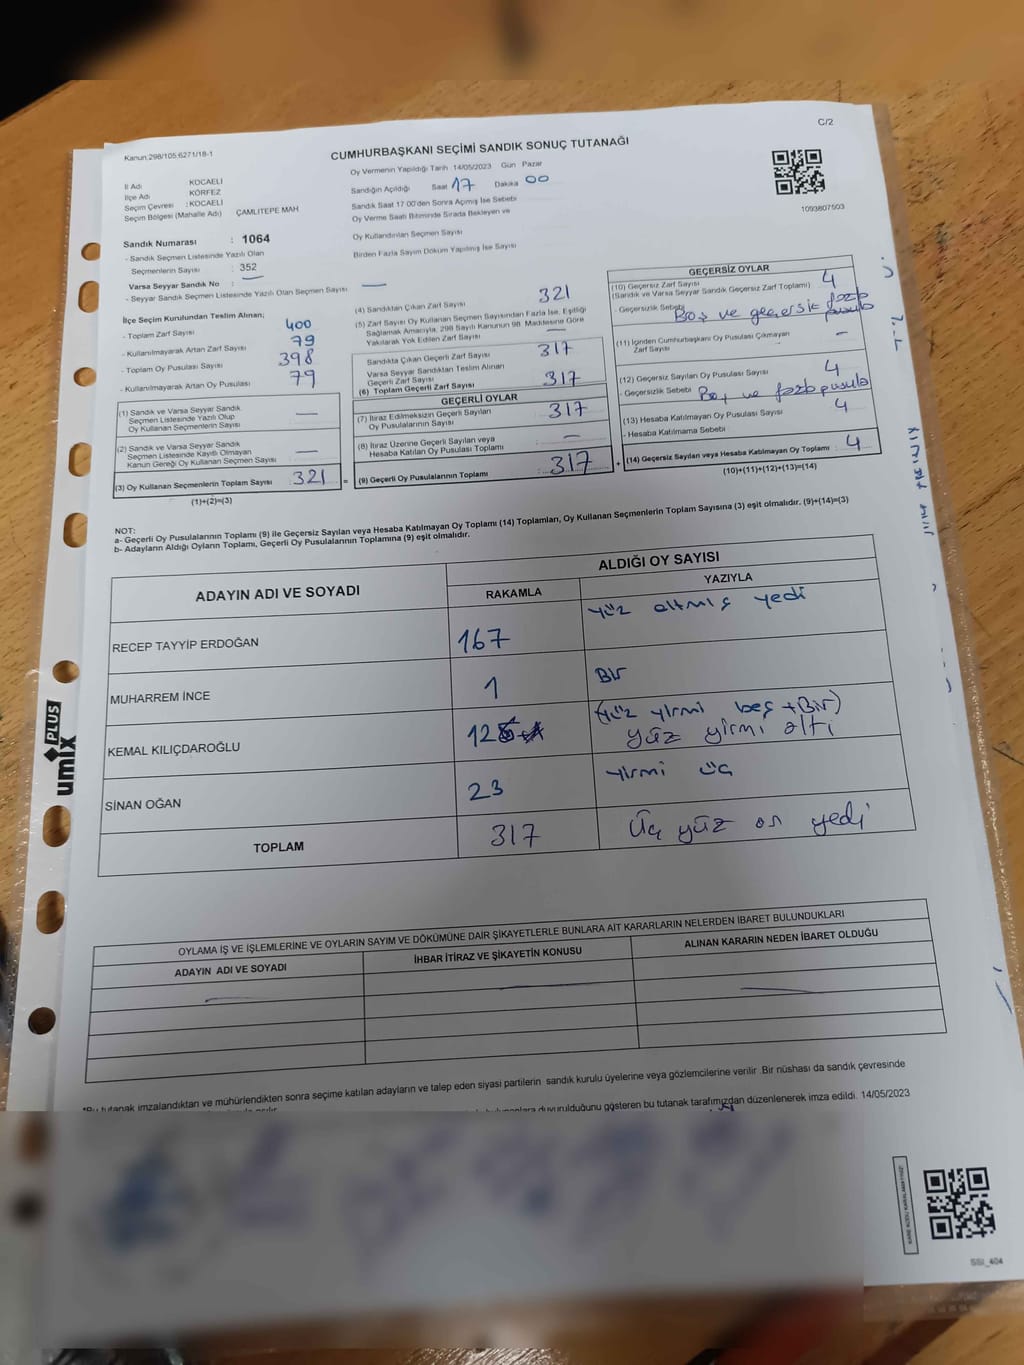 C/2
Kanun:298/105;6271/18-1
CUMHURBAŞKANI SEÇİMİ SANDIK SONUÇ TUTANAĞI
İl Adı KOCAELİ
İlçe Adı KÖRFEZ
Seçim Çevresi : KOCAELİ
Seçim Bölgesi (Mahalle Adı) ÇAMLITEPE MAH
Sandık Numarası : 1064
- Sandık Seçmen Listesinde Yazılı Olan
Seçmenlerin Sayısı : 352
Varsa Seyyar Sandık No : —
- Seyyar Sandık Seçmen Listesinde Yazılı Olan Seçmen Sayısı —
Oy Vermenin Yapıldığı Tarih 14/05/2023 Gün Pazar
Sandığın Açıldığı Saat 17 Dakika 00
Sandık Saat 17 00'den Sonra Açmış İse Sebebi
Oy Verme Saati Bitiminde Sırada Bekleyen ve
Oy Kullandırılan Seçmen Sayısı
Birden Fazla Sayım Döküm Yapılmış İse Sayısı
1093807503
İlçe Seçim Kurulundan Teslim Alınan;
- Toplam Zarf Sayısı 400
- Kullanılmayarak Artan Zarf Sayısı 79
- Toplam Oy Pusulası Sayısı 398
- Kullanılmayarak Artan Oy Pusulası 79
(1) Sandık ve Varsa Seyyar Sandık
Seçmen Listesinde Yazılı Olup
Oy Kullanan Seçmenlerin Sayısı —
(2) Sandık ve Varsa Seyyar Sandık
Seçmen Listesinde Kayıtlı Olmayan
Kanun Gereği Oy Kullanan Seçmen Sayısı —
(3) Oy Kullanan Seçmenlerin Toplam Sayısı : 321 =
(1)+(2)=(3)
(4) Sandıktan Çıkan Zarf Sayısı 321
(5) Zarf Sayısı Oy Kullanan Seçmen Sayısından Fazla İse, Eşitliği
Sağlamak Amacıyla, 298 Sayılı Kanunun 98. Maddesine Göre
Yakılarak Yok Edilen Zarf Sayısı —
Sandıkta Çıkan Geçerli Zarf Sayısı 317
Varsa Seyyar Sandıktan Teslim Alınan
Geçerli Zarf Sayısı
(6) Toplam Geçerli Zarf Sayısı 317
GEÇERLİ OYLAR
(7) İtiraz Edilmeksizin Geçerli Sayılan
Oy Pusulalarının Sayısı 317
(8) İtiraz Üzerine Geçerli Sayılan veya
Hesaba Katılan Oy Pusulası Toplamı : —
(9) Geçerli Oy Pusulalarının Toplamı : 317 +
GEÇERSİZ OYLAR
(10) Geçersiz Zarf Sayısı 4
(Sandık ve Varsa Seyyar Sandık Geçersiz Zarf Toplamı)
- Geçersizlik Sebebi Boş ve geçersiz fazla pusula
(11) İçinden Cumhurbaşkanı Oy Pusulası Çıkmayan
Zarf Sayısı —
(12) Geçersiz Sayılan Oy Pusulası Sayısı 4
- Geçersizlik Sebebi Boş ve fazla pusula
(13) Hesaba Katılmayan Oy Pusulası Sayısı 4
- Hesaba Katılmama Sebebi
(14) Geçersiz Sayılan veya Hesaba Katılmayan Oy Toplamı : 4
(10)+(11)+(12)+(13)=(14)
NOT:
a- Geçerli Oy Pusulalarının Toplamı (9) ile Geçersiz Sayılan veya Hesaba Katılmayan Oy Toplamı (14) Toplamları, Oy Kullanan Seçmenlerin Toplam Sayısına (3) eşit olmalıdır. (9)+(14)=(3)
b- Adayların Aldığı Oyların Toplamı, Geçerli Oy Pusulalarının Toplamına (9) eşit olmalıdır.
ADAYIN ADI VE SOYADI
ALDIĞI OY SAYISI
RAKAMLA YAZIYLA
RECEP TAYYİP ERDOĞAN 167 yüz altmış yedi
MUHARREM İNCE 1 Bir
KEMAL KILIÇDAROĞLU 126 (yüz yirmi beş + Bir)
yüz yirmi altı
SİNAN OĞAN 23 yirmi üç
TOPLAM 317 Üç yüz on yedi
OYLAMA İŞ VE İŞLEMLERİNE VE OYLARIN SAYIM VE DÖKÜMÜNE DAİR ŞİKAYETLERLE BUNLARA AİT KARARLARIN NELERDEN İBARET BULUNDUKLARI
ADAYIN ADI VE SOYADI İHBAR İTİRAZ VE ŞİKAYETİN KONUSU ALINAN KARARIN NEDEN İBARET OLDUĞU
*Bu tutanak imzalandıktan ve mühürlendikten sonra seçime katılan adayların ve talep eden siyasi partilerin sandık kurulu üyelerine veya gözlemcilerine verilir. Bir nüshası da sandık çevresinde
duyurulduğunu gösteren bu tutanak tarafımızdan düzenlenerek imza edildi. 14/05/2023
umix PLUS
SSI_404